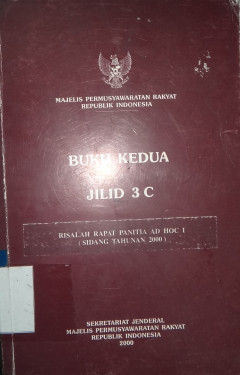 MAJELIS PERMUSYAWARATAN RAKYAT
REPUBLIK INDONESIA
BUKU KEDUA
JILID 3 C
RISALAH RAPAT PANITIA AD HOC I
( SIDANG TAHUNAN 2000 )
SEKRETARIAT JENDERAL
MAJELIS PERMUSYAWARATAN RAKYAT
REPUBLIK INDONESIA
2000